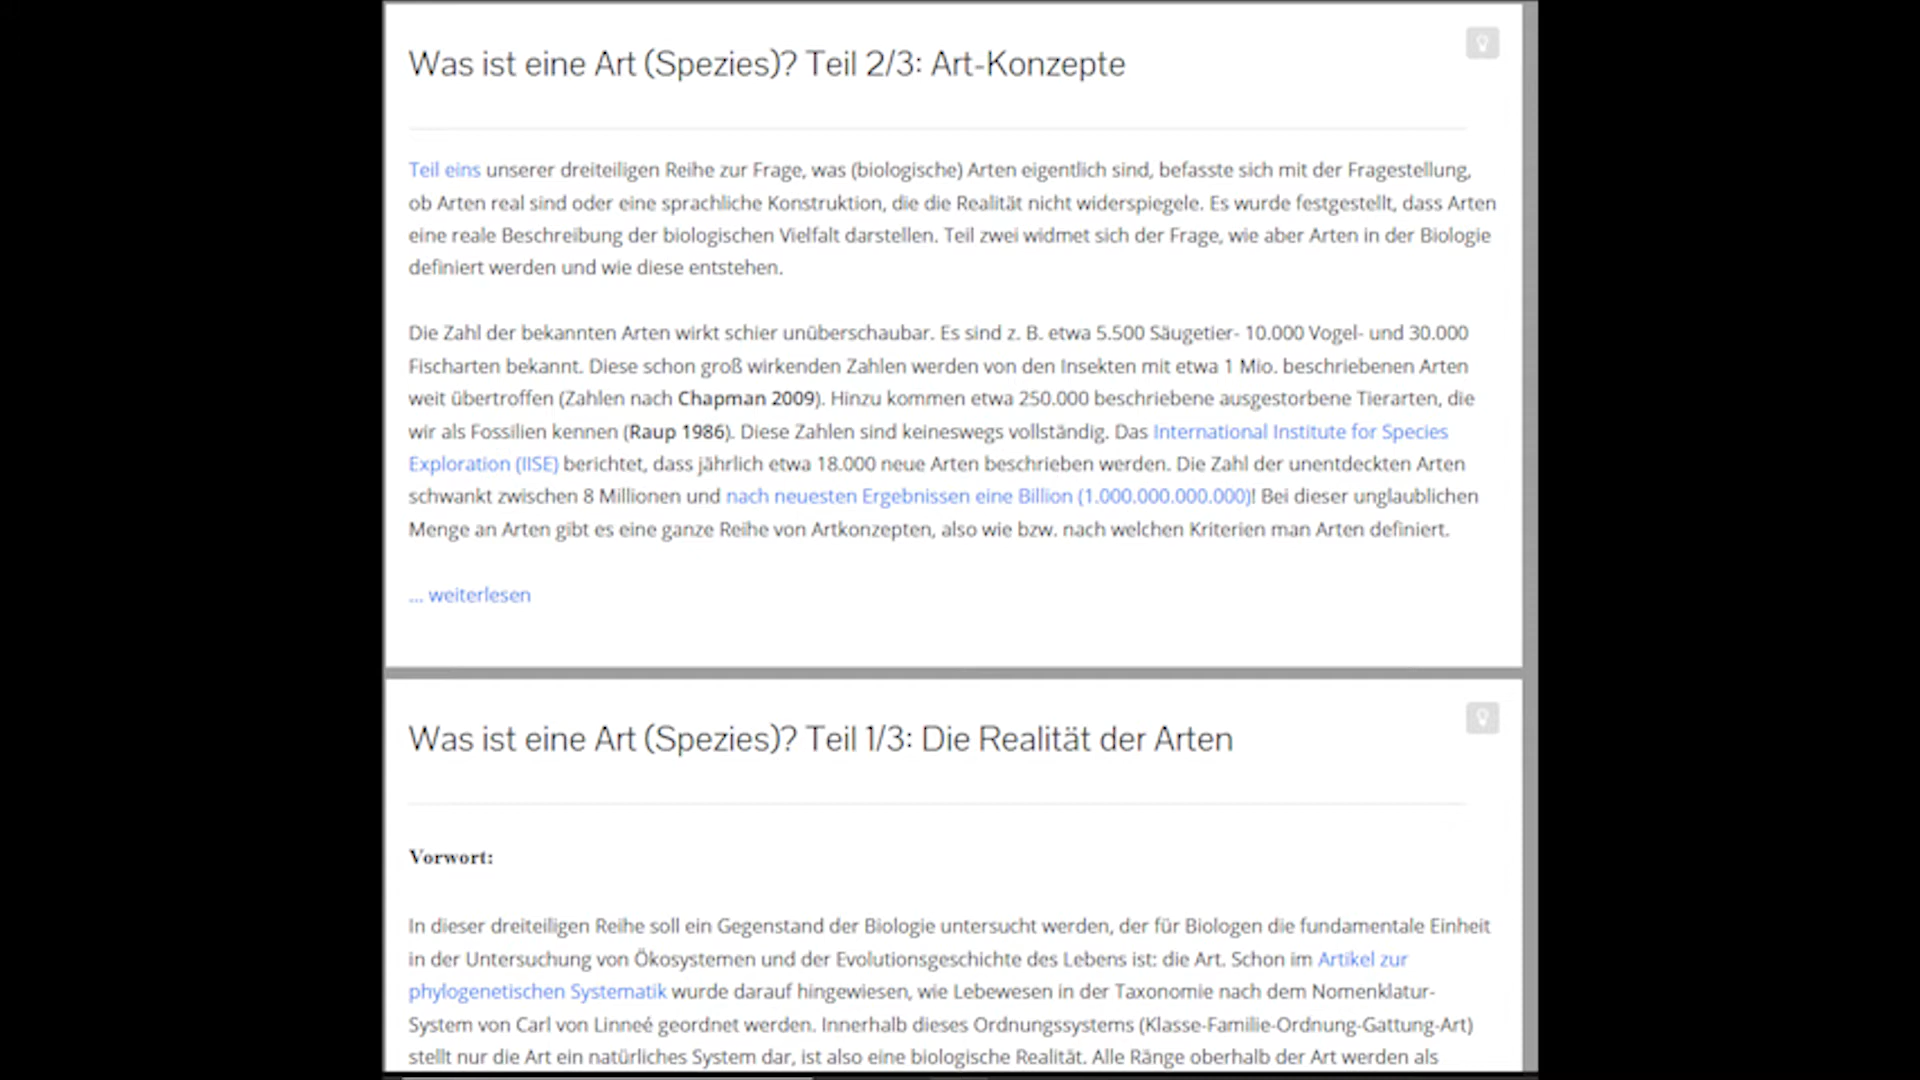 Was ist eine Art (Spezies)? Teil 2/3: Art-Konzepte
Teil eins unserer dreiteiligen Reihe zur Frage, was (biologische) Arten eigentlich sind, befasste sich mit der Fragestellung,
ob Arten real sind oder eine sprachliche Konstruktion, die die Realität nicht widerspiegele. Es wurde festgestellt, dass Arten
eine reale Beschreibung der biologischen Vielfalt darstellen. Teil zwei widmet sich der Frage, wie aber Arten in der Biologie
definiert werden und wie diese entstehen.
Die Zahl der bekannten Arten wirkt schier unüberschaubar. Es sind z. B. etwa 5.500 Säugetier- 10.000 Vogel- und 30.000
Fischarten bekannt. Diese schon groß wirkenden Zahlen werden von den Insekten mit etwa 1 Mio. beschriebenen Arten
weit übertroffen (Zahlen nach Chapman 2009). Hinzu kommen etwa 250.000 beschriebene ausgestorbene Tierarten, die
wir als Fossilien kennen (Raup 1986). Diese Zahlen sind keineswegs vollständig. Das International Institute for Species
Exploration (IISE) berichtet, dass jährlich etwa 18.000 neue Arten beschrieben werden. Die Zahl der unentdeckten Arten
schwankt zwischen 8 Millionen und nach neuesten Ergebnissen eine Billion (1.000.000.000.000)! Bei dieser unglaublichen
Menge an Arten gibt es eine ganze Reihe von Artkonzepten, also wie bzw. nach welchen Kriterien man Arten definiert.
... weiterlesen
Was ist eine Art (Spezies)? Teil 1/3: Die Realität der Arten
Vorwort:
In dieser dreiteiligen Reihe soll ein Gegenstand der Biologie untersucht werden, der für Biologen die fundamentale Einheit
in der Untersuchung von Ökosystemen und der Evolutionsgeschichte des Lebens ist: die Art. Schon im Artikel zur
phylogenetischen Systematik wurde darauf hingewiesen, wie Lebewesen in der Taxonomie nach dem Nomenklatur-
System von Carl von Linneé geordnet werden. Innerhalb dieses Ordnungssystems (Klasse-Familie-Ordnung-Gattung-Art)
stellt nur die Art ein natürliches System dar, ist also eine biologische Realität. Alle Ränge oberhalb der Art werden als